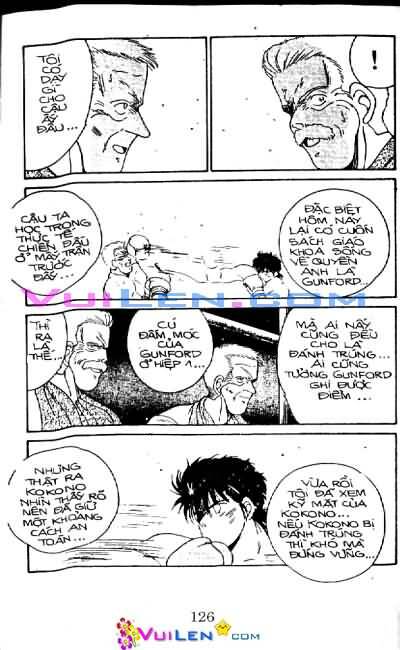 !
TÔI
CÓ
DẠY
GÌ
CHO
CẬU
ẤY
ĐÂU...
ĐẶC BIỆT
HÔM NAY
LẠI CÓ CUỐN
SÁCH GIÁO
KHOA SỐNG
VỀ QUYỀN
ANH LÀ
GUNFORD...
CẬU TA
HỌC TRONG
THỰC TẾ
CHIẾN ĐẤU
Ở MẤY TRẬN
TRƯỚC
ĐẤY...
VUILEN.COM
MÀ AI NẤY
CŨNG ĐỀU
CHO LÀ
ĐÁNH TRÚNG...
AI CŨNG
TƯỞNG GUNFORD
GHI ĐƯỢC
ĐIỂM...
CÚ
ĐẤM MÓC
CỦA
GUNFORD
Ở HIỆP 1...
THÌ
RA LÀ
THẾ...
VỪA RỒI
TÔI ĐÃ XEM
KỸ MẶT CỦA
KOKONO...
NẾU KOKONO BỊ
ĐÁNH TRÚNG
THÌ KHÓ MÀ
ĐỨNG VỮNG...
NHƯNG
THẬT RA
KOKONO
NHÌN THẤY RÕ
NÊN ĐÃ GIỮ
MỘT KHOẢNG
CÁCH AN
TOÀN...
126
VUILEN.COM